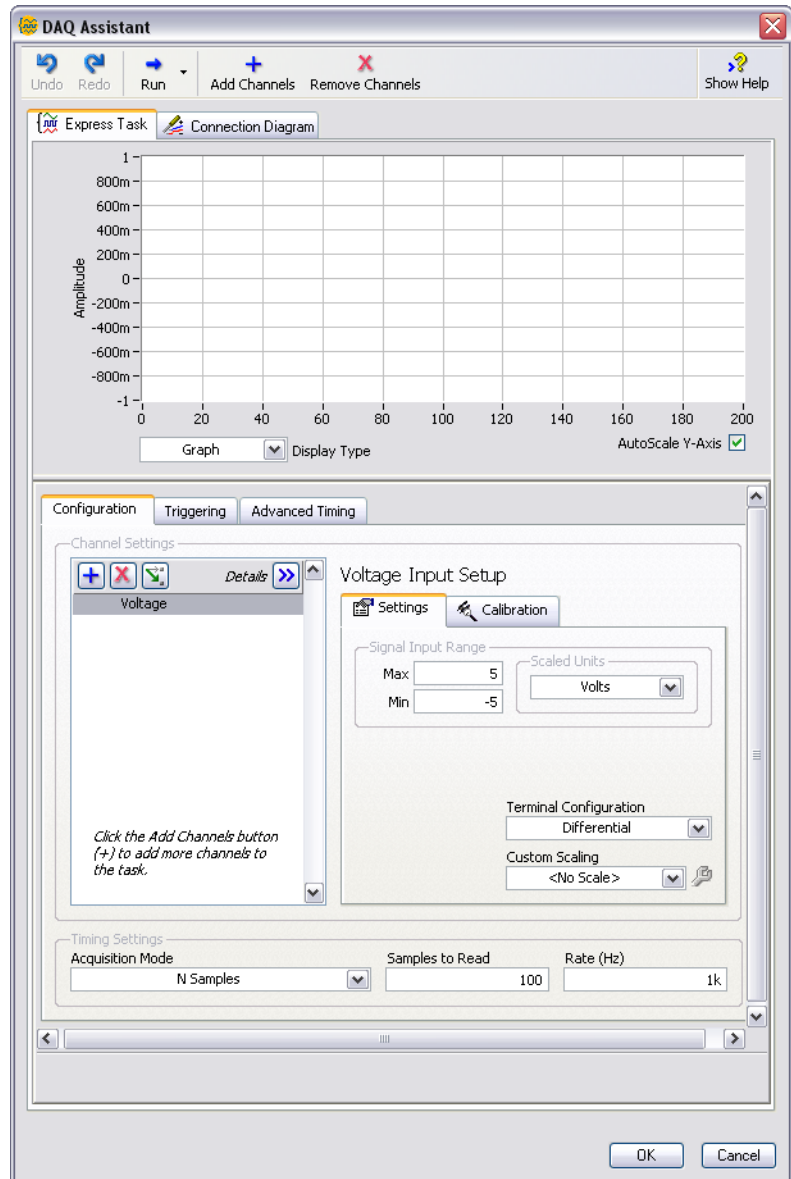 DAQ Assistant
Undo Redo Run Add Channels Remove Channels Show Help
Express Task Connection Diagram
1
800m
600m
400m
200m
0
-200m
-400m
-600m
-800m
-1
Amplitude
0 20 40 60 80 100 120 140 160 180 200
Graph Display Type AutoScale Y-Axis
Configuration Triggering Advanced Timing
Channel Settings
Details
Voltage
Click the Add Channels button
(+) to add more channels to
the task.
Voltage Input Setup
Settings Calibration
Signal Input Range
Max 5
Min -5
Scaled Units
Volts
Terminal Configuration
Differential
Custom Scaling
<No Scale>
Timing Settings
Acquisition Mode Samples to Read Rate (Hz)
N Samples 100 1k
OK Cancel